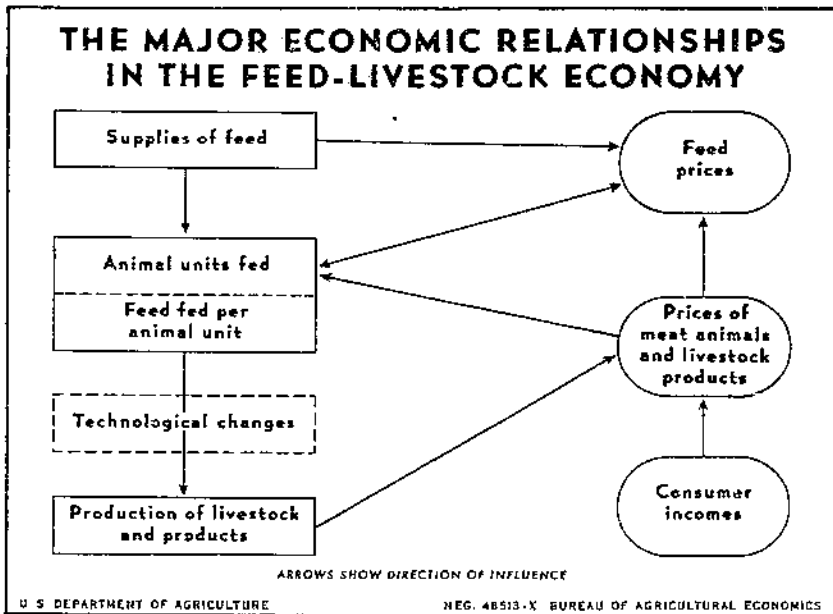 THE MAJOR ECONOMIC RELATIONSHIPS
IN THE FEED-LIVESTOCK ECONOMY
Supplies of feed
Feed
prices
Animal units fed
Feed fed per
animal unit
Prices of
meat animals
and livestock
products
Technological changes
Production of livestock
and products
Consumer
incomes
ARROWS SHOW DIRECTION OF INFLUENCE
U S DEPARTMENT OF AGRICULTURE
NEG. 48513-X BUREAU OF AGRICULTURAL ECONOMICS